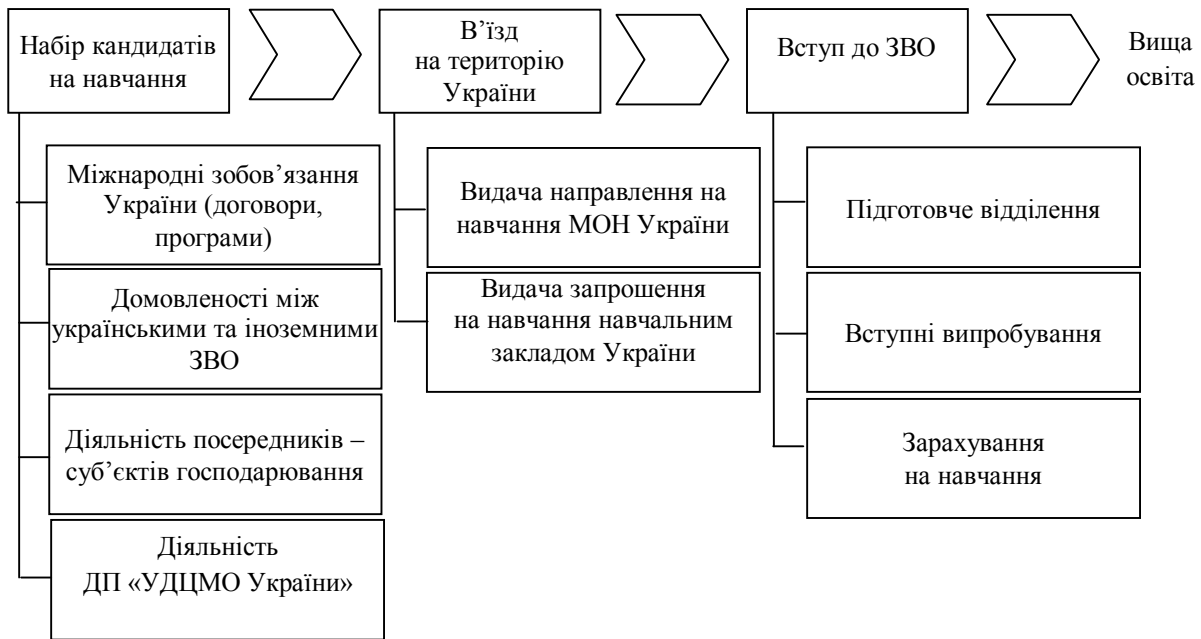 Набір кандидатів
на навчання
В’їзд
на територію
України
Вступ до ЗВО
Вища
освіта
Міжнародні зобов’язання
України (договори,
програми)
Домовленості між
українськими та іноземними
ЗВО
Діяльність посередників –
суб’єктів господарювання
Діяльність
ДП «УДЦМО України»
Видача направлення на
навчання МОН України
Видача запрошення
на навчання навчальним
закладом України
Підготовче відділення
Вступні випробування
Зарахування
на навчання